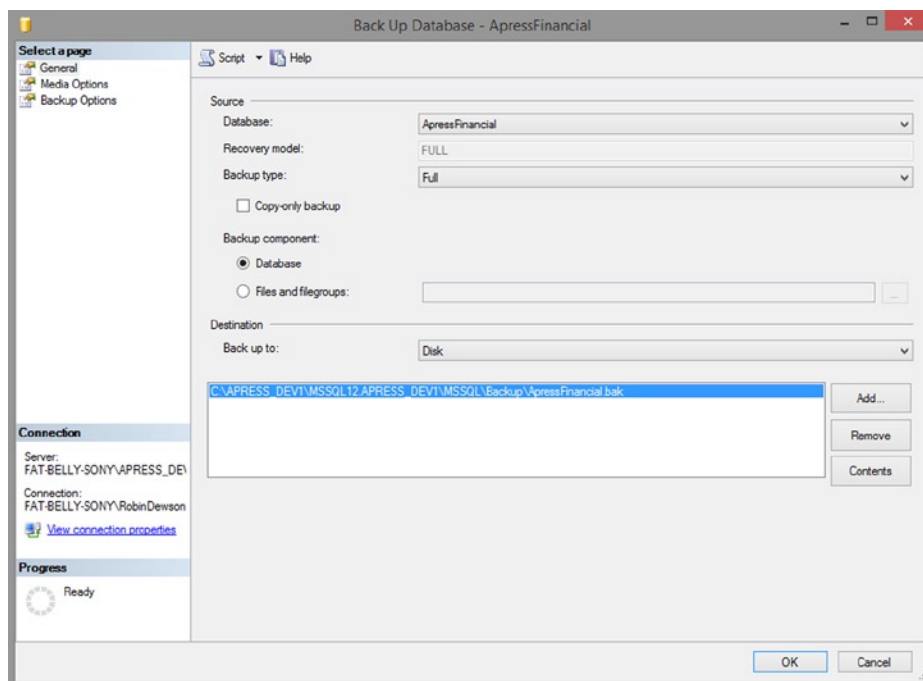 Back Up Database - ApressFinancial
Select a page
General
Media Options
Backup Options
Script
Help
Source
Database:
ApressFinancial
Recovery model:
FULL
Backup type:
Full
Copy-only backup
Backup component:
Database
Files and filegroups:
...
Destination
Back up to:
Disk
C:\APRESS_DEV1\MSSQL12.APRESS_DEV1\MSSQL\Backup\ApressFinancial.bak
Add...
Remove
Contents
Connection
Server:
FAT-BELLY-SONY\APRESS_DEV
Connection:
FAT-BELLY-SONY\RobinDewson
View connection properties
Progress
Ready
OK
Cancel